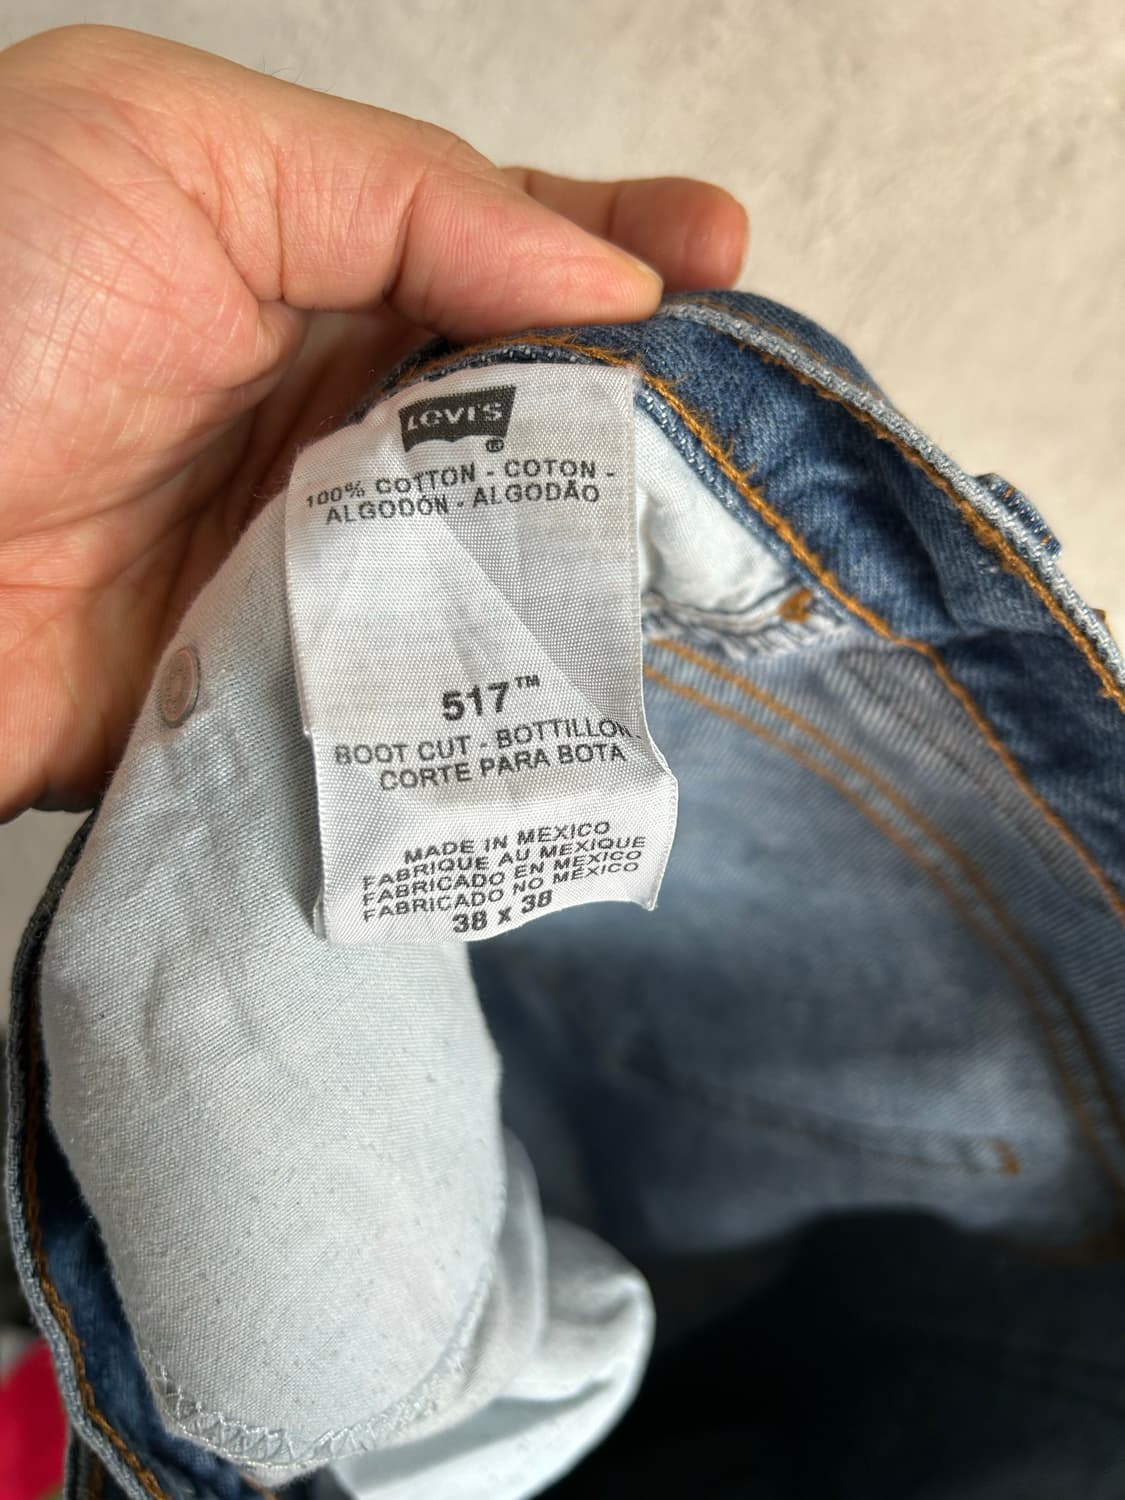 LEVI'S
100% COTTON - COTON -
ALGODÓN - ALGODÃO
517™
BOOT CUT - BOTTILLON -
CORTE PARA BOTA
MADE IN MEXICO
FABRIQUE AU MEXIQUE
FABRICADO EN MEXICO
FABRICADO NO MÉXICO
38 X 38